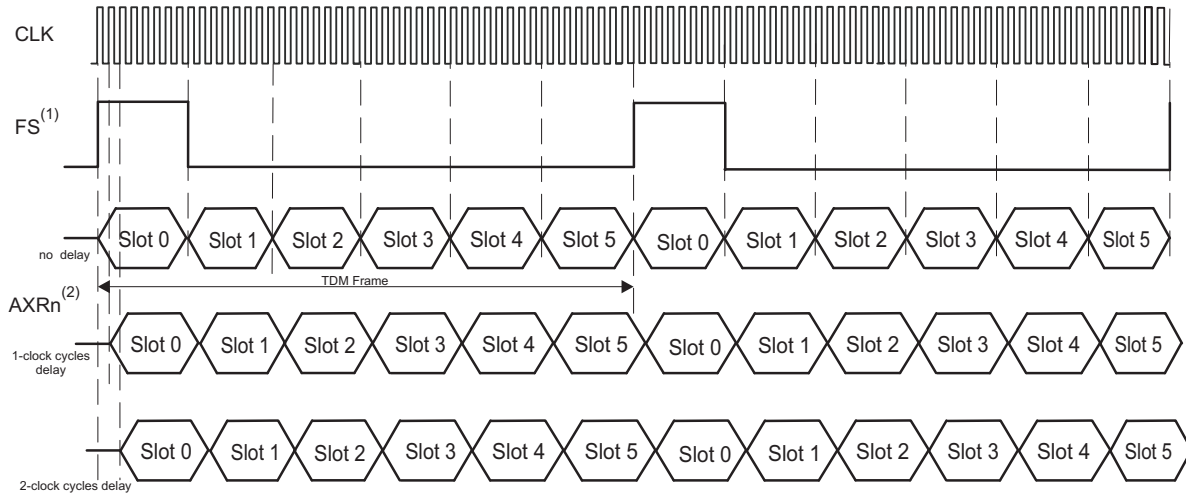 CLK
FS(1)
Slot 0 Slot 1 Slot 2 Slot 3 Slot 4 Slot 5 Slot 0 Slot 1 Slot 2 Slot 3 Slot 4 Slot 5
no delay
TDM Frame
AXRn(2)
Slot 0 Slot 1 Slot 2 Slot 3 Slot 4 Slot 5 Slot 0 Slot 1 Slot 2 Slot 3 Slot 4 Slot 5
1-clock cycles
delay
Slot 0 Slot 1 Slot 2 Slot 3 Slot 4 Slot 5 Slot 0 Slot 1 Slot 2 Slot 3 Slot 4 Slot 5
2-clock cycles delay